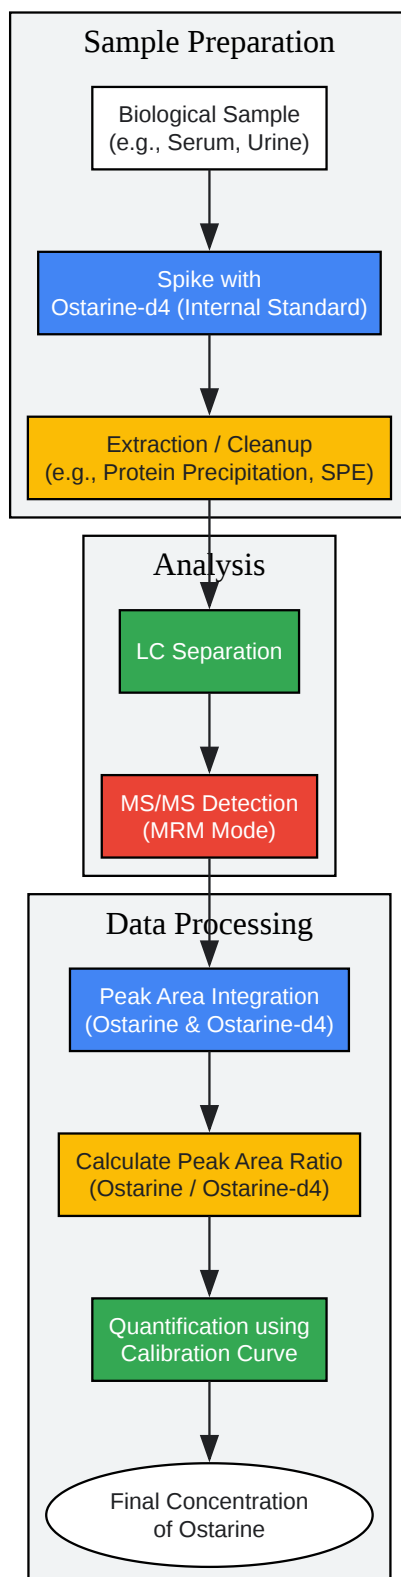 Sample Preparation
Biological Sample
(e.g., Serum, Urine)
Spike with
Ostarine-d4 (Internal Standard)
Extraction / Cleanup
(e.g., Protein Precipitation, SPE)
Analysis
LC Separation
MS/MS Detection
(MRM Mode)
Data Processing
Peak Area Integration
(Ostarine & Ostarine-d4)
Calculate Peak Area Ratio
(Ostarine / Ostarine-d4)
Quantification using
Calibration Curve
Final Concentration
of Ostarine